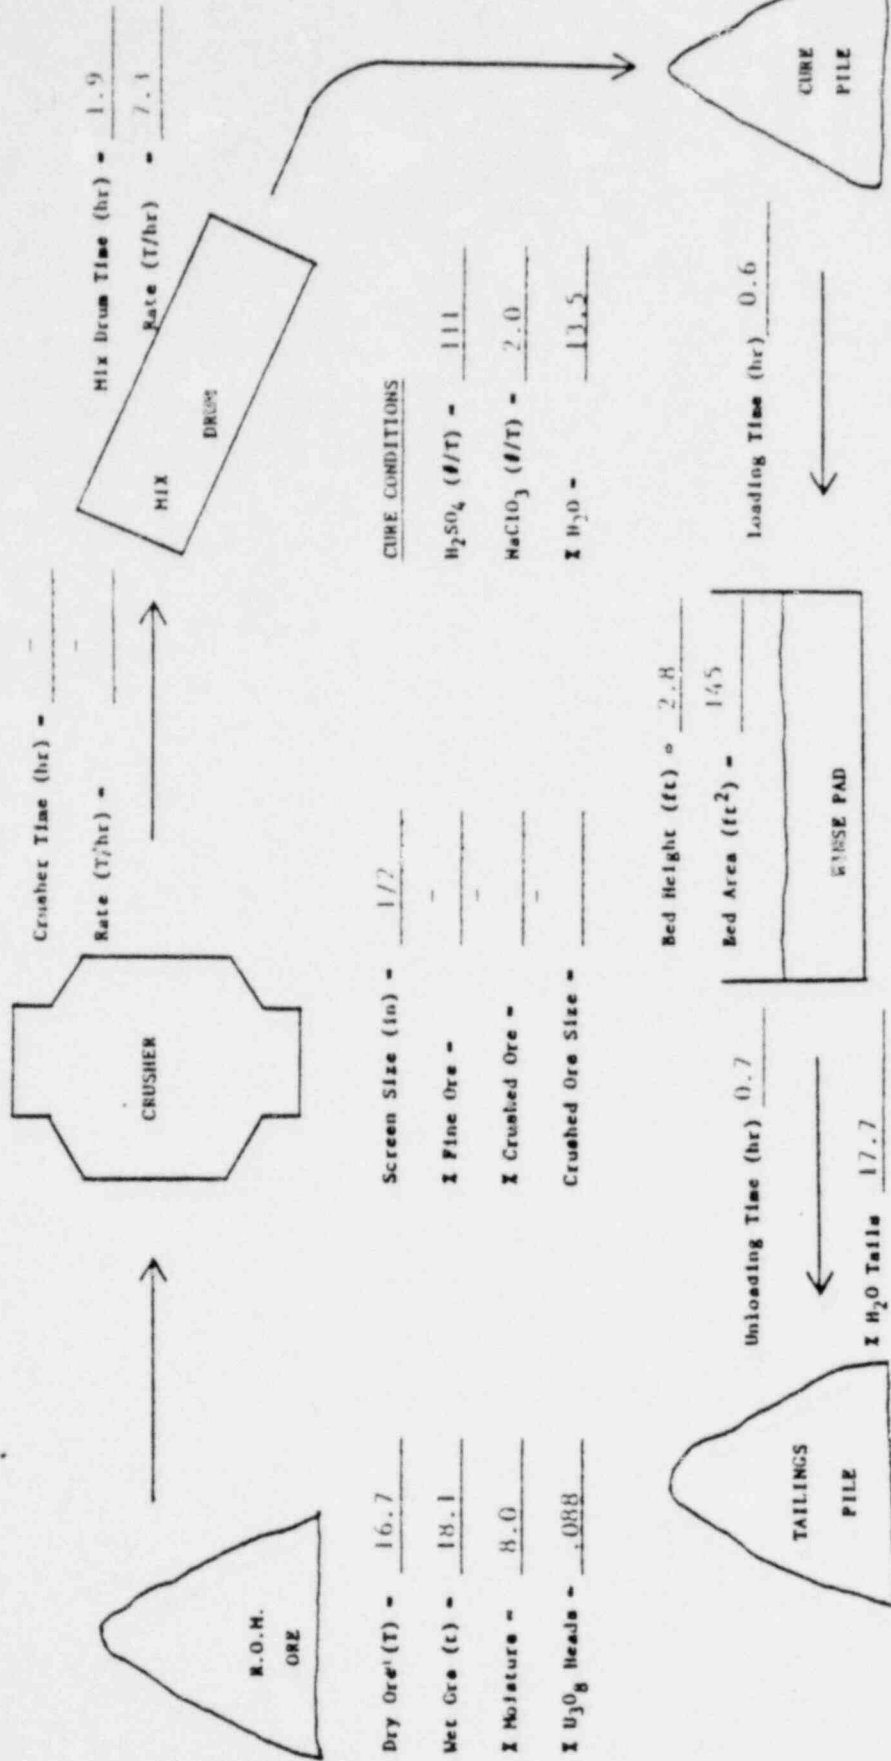 R.O.M.
ORE
Dry Ore (T) = 16.7
Wet Ore (t) = 18.1
% Moisture = 8.0
% U3O8 Heads = .088
CRUSHER
Crusher Time (hr) = -
Rate (T/hr) = -
Screen Size (in) = 1/2
% Fine Ore = -
% Crushed Ore = -
Crushed Ore Size = -
MIX
DRUM
Mix Drum Time (hr) = 1.9
Rate (T/hr) =
CURE CONDITIONS
H2SO4 (#/T) = 111
NaClO3 (#/T) = 2.0
% H2O = 13.5
CURE
PILE
Loading Time (hr) 0.6
Bed Height (ft) = 2.8
Bed Area (ft2) = 145
RINSE PAD
Unloading Time (hr) 0.7
% H2O Tails 17.7
TAILINGS
PILE